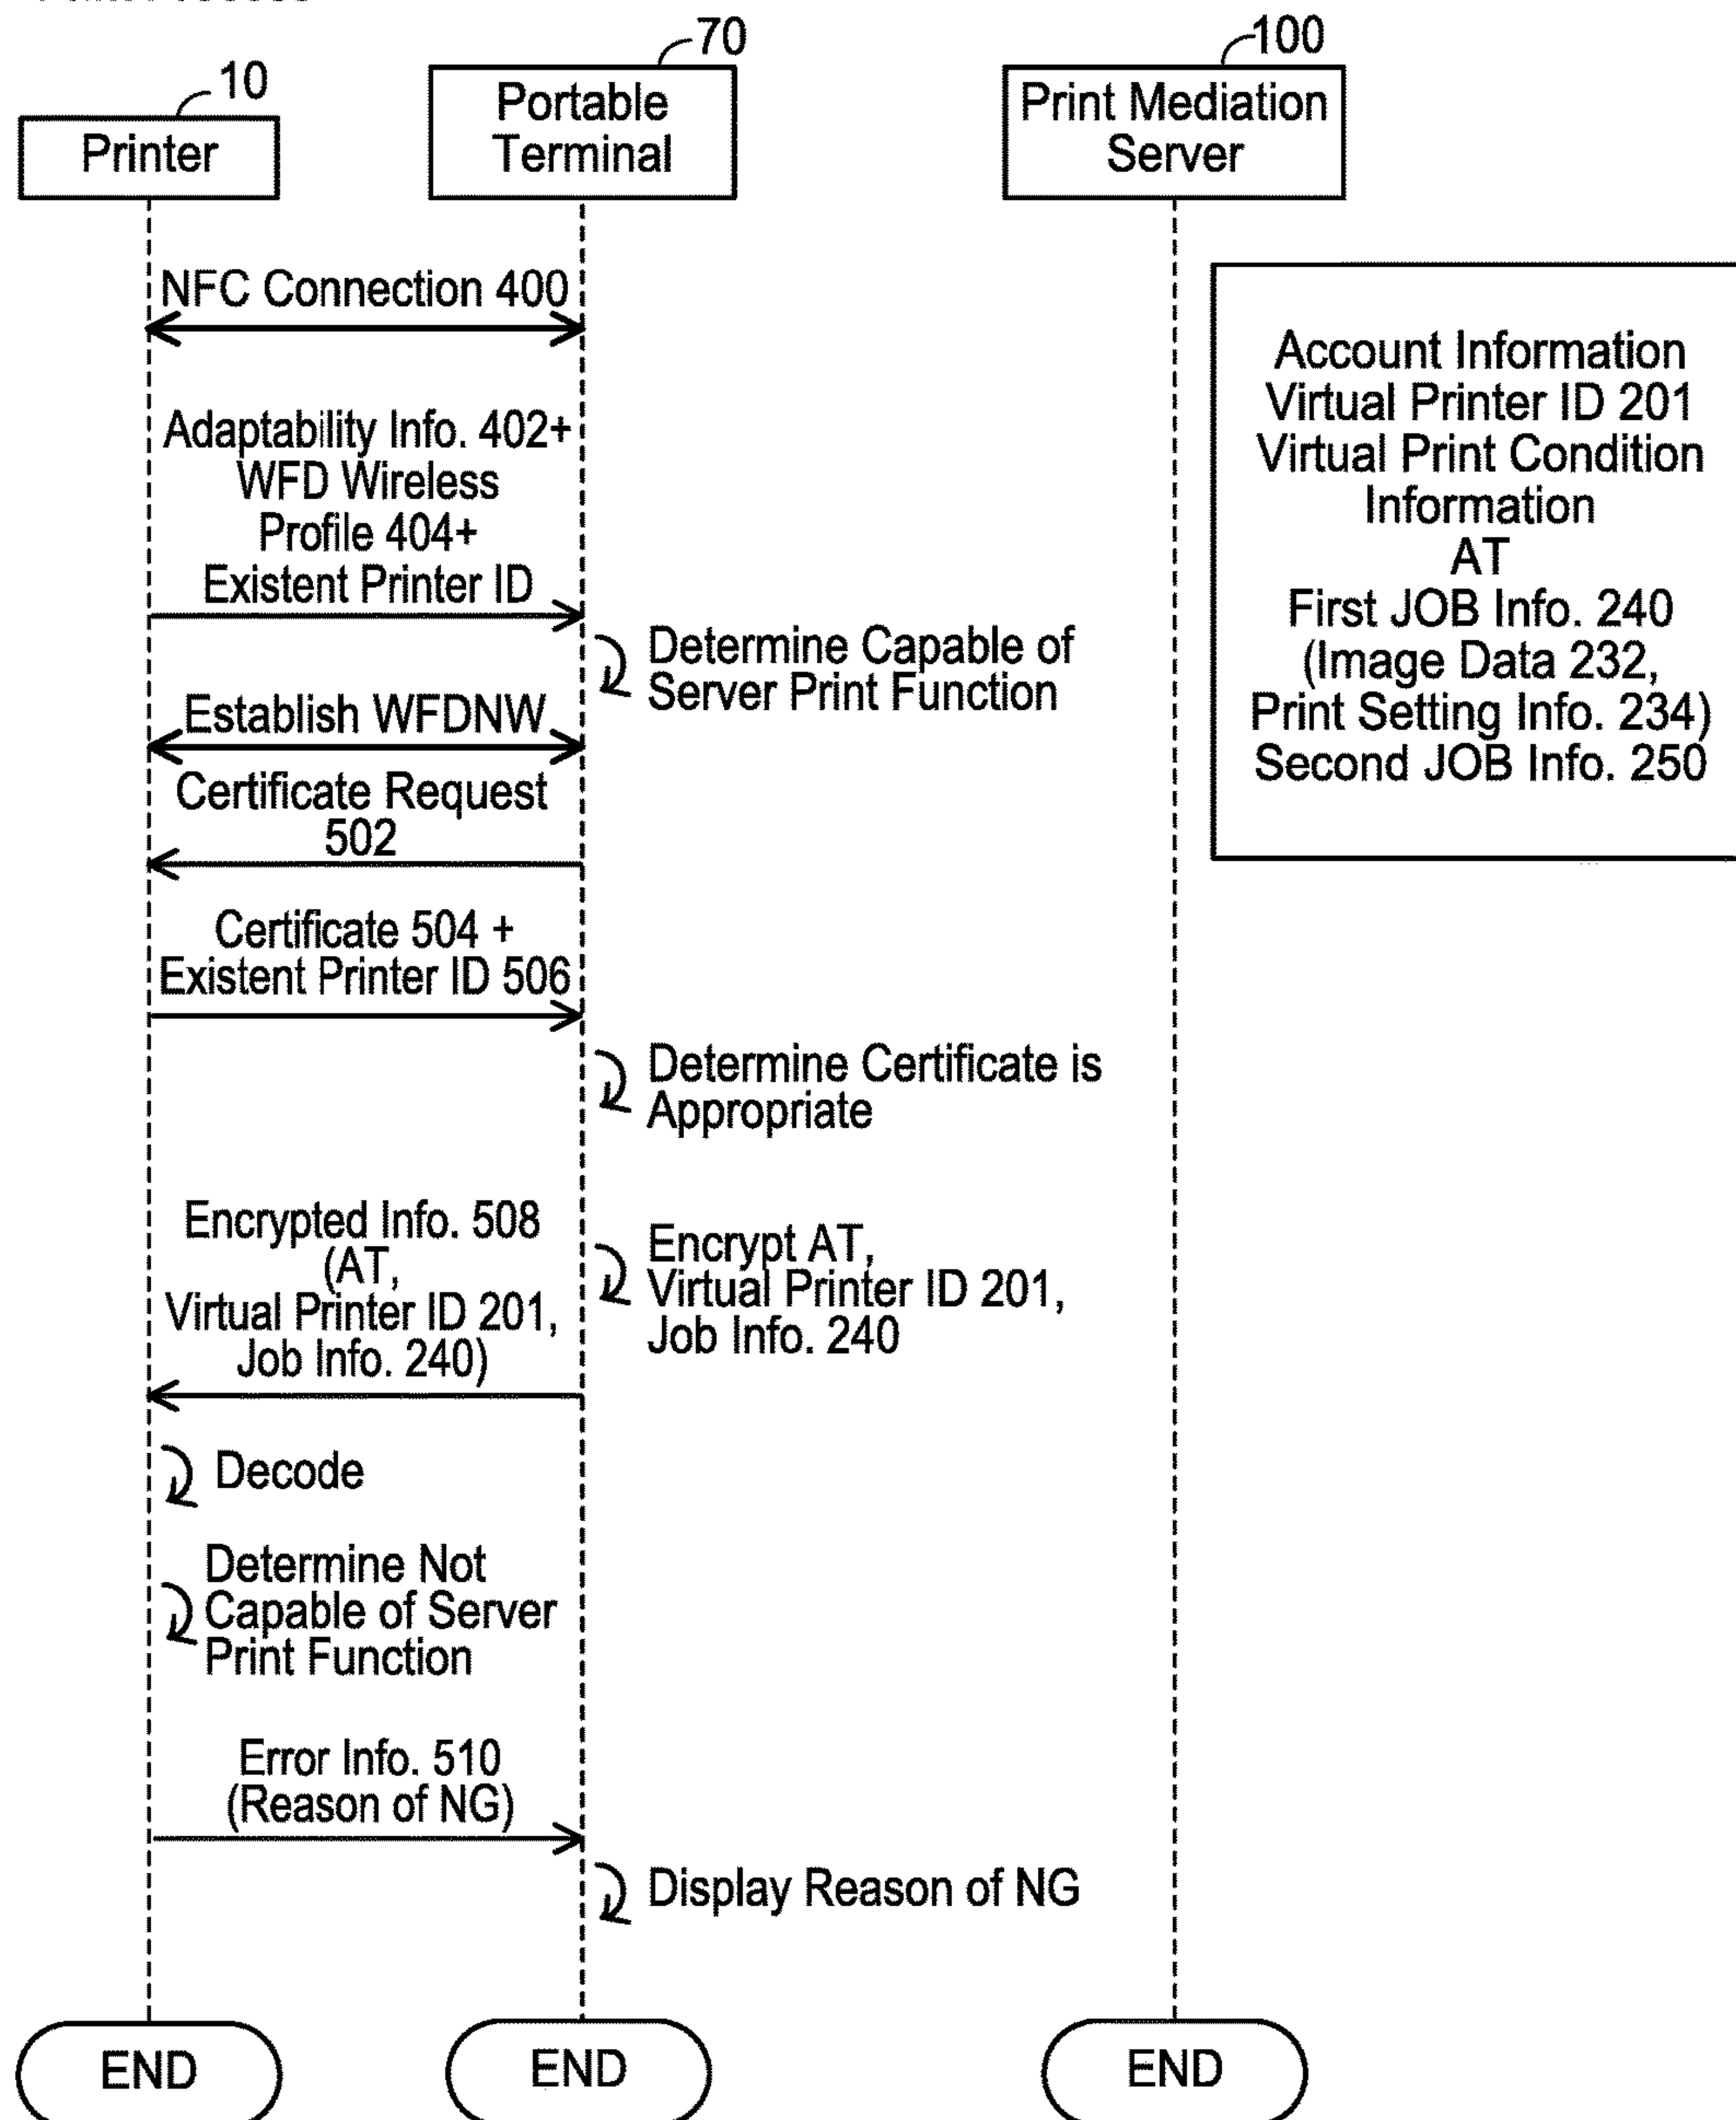 10
70
100
Printer
Portable
Terminal
Print Mediation
Server
NFC Connection 400
Account Information
Virtual Printer ID 201
Virtual Print Condition
Information
AT
First JOB Info. 240
(Image Data 232,
Print Setting Info. 234)
Second JOB Info. 250
Adaptability Info. 402+
WFD Wireless
Profile 404+
Existent Printer ID
Determine Capable of
Server Print Function
Establish WFDNW
Certificate Request
502
Certificate 504 +
Existent Printer ID 506
Determine Certificate is
Appropriate
Encrypt AT,
Virtual Printer ID 201,
Job Info. 240
Encrypted Info. 508
(AT,
Virtual Printer ID 201,
Job Info. 240)
Decode
Determine Not
Capable of Server
Print Function
Error Info. 510
(Reason of NG)
Display Reason of NG
END
END
END